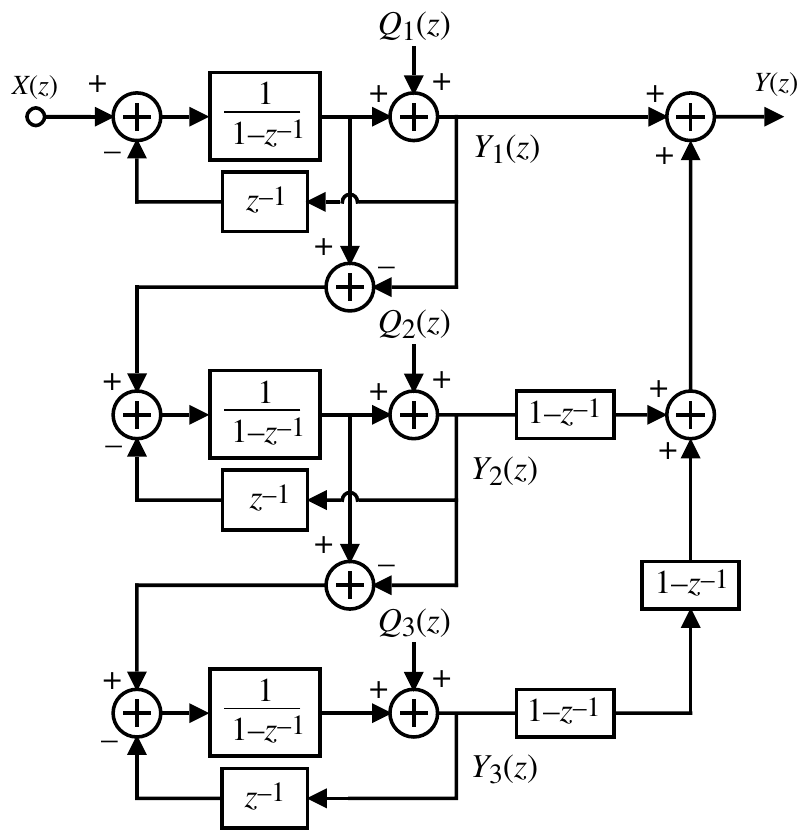 Q1(z)
X(z)
+
+
+
+
Y(z)
1
1–z–1
+
–
Y1(z)
+
z–1
+
–
Q2(z)
+
+
+
+
1
1–z–1
1–z–1
–
+
Y2(z)
z–1
+
–
1–z–1
Q3(z)
+
+
+
1
1–z–1
1–z–1
–
Y3(z)
z–1